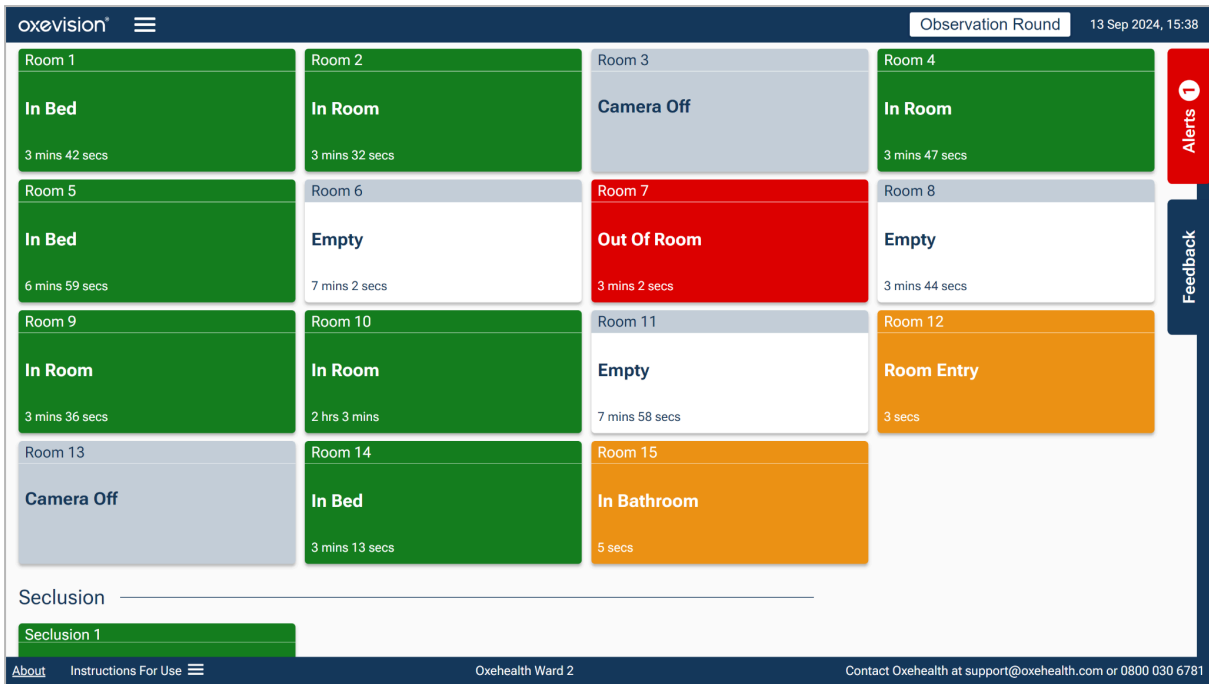 oxevision® Observation Round 13 Sep 2024, 15:38
Room 1 Room 2 Room 3 Room 4
In Bed In Room Camera Off In Room
3 mins 42 secs 3 mins 32 secs 3 mins 47 secs
Alerts 1
Room 5 Room 6 Room 7 Room 8
In Bed Empty Out Of Room Empty
6 mins 59 secs 7 mins 2 secs 3 mins 2 secs 3 mins 44 secs
Feedback
Room 9 Room 10 Room 11 Room 12
In Room In Room Empty Room Entry
3 mins 36 secs 2 hrs 3 mins 7 mins 58 secs 3 secs
Room 13 Room 14 Room 15
Camera Off In Bed In Bathroom
3 mins 13 secs 5 secs
Seclusion
Seclusion 1
About Instructions For Use Oxehealth Ward 2 Contact Oxehealth at support@oxehealth.com or 0800 030 6781